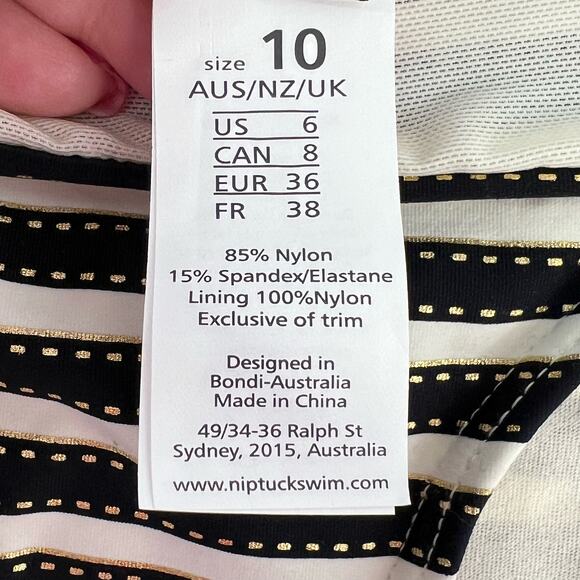 size 10
AUS/NZ/UK
US 6
CAN 8
EUR 36
FR 38
85% Nylon
15% Spandex/Elastane
Lining 100%Nylon
Exclusive of trim
Designed in
Bondi-Australia
Made in China
49/34-36 Ralph St
Sydney, 2015, Australia
www.niptuckswim.com